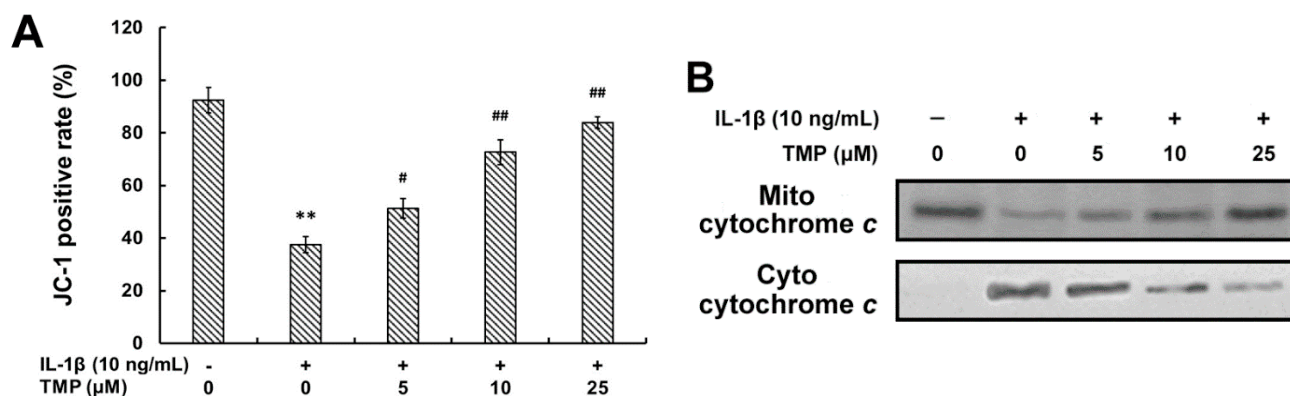 A
JC-1 positive rate (%)
120
100
80
60
40
20
0
**
#
##
##
IL-1β (10 ng/mL) - + + + +
TMP (µM) 0 0 5 10 25
B
IL-1β (10 ng/mL) − + + + +
TMP (µM) 0 0 5 10 25
Mito
cytochrome c
Cyto
cytochrome c